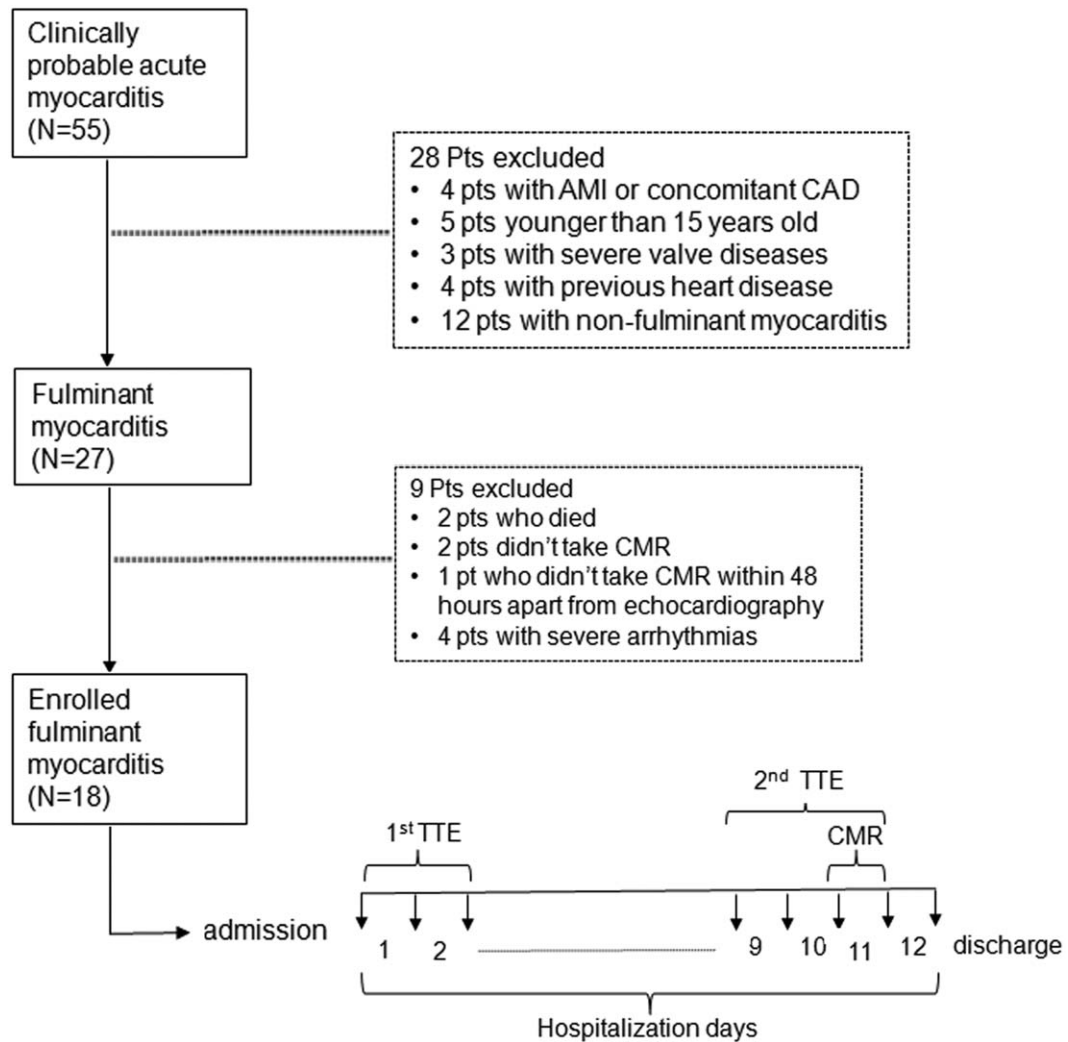 Clinically
probable acute
myocarditis
(N=55)
28 Pts excluded
• 4 pts with AMI or concomitant CAD
• 5 pts younger than 15 years old
• 3 pts with severe valve diseases
• 4 pts with previous heart disease
• 12 pts with non-fulminant myocarditis
Fulminant
myocarditis
(N=27)
9 Pts excluded
• 2 pts who died
• 2 pts didn't take CMR
• 1 pt who didn't take CMR within 48
hours apart from echocardiography
• 4 pts with severe arrhythmias
Enrolled
fulminant
myocarditis
(N=18)
2nd TTE
1st TTE
CMR
admission
1 2 9 10 11 12 discharge
Hospitalization days